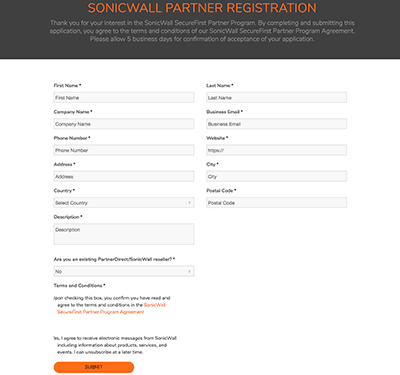 SONICWALL PARTNER REGISTRATION
Thank you for your interest in the SonicWall SecureFirst Partner Program. By completing and submitting this
application, you agree to the terms and conditions of our SonicWall SecureFirst Partner Program Agreement.
Please allow 5 business days for confirmation of acceptance of your application.
First Name *
Last Name *
First Name
Last Name
Company Name *
Business Email *
Company Name
Business Email
Phone Number *
Website *
Phone Number
https://
Address *
City *
Address
City
Country *
Postal Code *
Select Country
Postal Code
Description *
Description
Are you an existing PartnerDirect/SonicWall reseller? *
No
Terms and Conditions *
Upon checking this box, you confirm you have read and
agree to the terms and conditions in the SonicWall
SecureFirst Partner Program Agreement
Yes, I agree to receive electronic messages from SonicWall
including information about products, services, and
events. I can unsubscribe at a later time.
SUBMIT